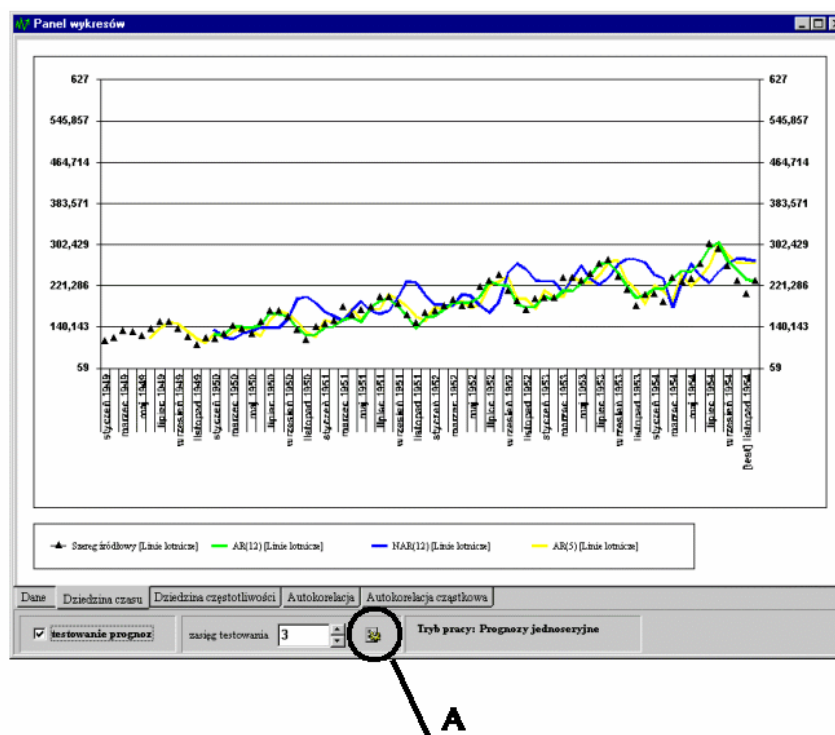 Panel wykresów
627 627
545,857 545,857
464,714 464,714
383,571 383,571
302,429 302,429
221,286 221,286
140,143 140,143
59 59
styczeń 1949
marzec 1949
maj 1949
lipiec 1949
wrzesień 1949
listopad 1949
styczeń 1950
marzec 1950
maj 1950
lipiec 1950
wrzesień 1950
listopad 1950
styczeń 1951
marzec 1951
maj 1951
lipiec 1951
wrzesień 1951
listopad 1951
styczeń 1952
marzec 1952
maj 1952
lipiec 1952
wrzesień 1952
listopad 1952
styczeń 1953
marzec 1953
maj 1953
lipiec 1953
wrzesień 1953
listopad 1953
styczeń 1954
marzec 1954
maj 1954
lipiec 1954
wrzesień 1954
[test] listopad 1954
Szereg źródłowy [Linie lotnicze] AR(12) [Linie lotnicze] NAR(12) [Linie lotnicze] AR(5) [Linie lotnicze]
Dane Dziedzina czasu Dziedzina częstotliwości Autokorelacja Autokorelacja cząstkowa
testowanie prognoz zasięg testowania 3 Tryb pracy: Prognozy jednoseryjne
A